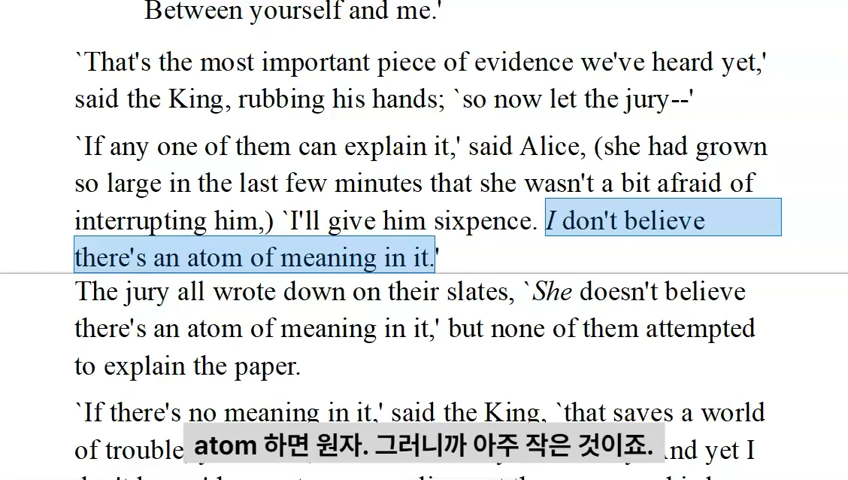 Between yourself and me.'
`That's the most important piece of evidence we've heard yet,'
said the King, rubbing his hands; `so now let the jury--'
`If any one of them can explain it,' said Alice, (she had grown
so large in the last few minutes that she wasn't a bit afraid of
interrupting him,) `I'll give him sixpence. I don't believe
there's an atom of meaning in it.'
The jury all wrote down on their slates, `She doesn't believe
there's an atom of meaning in it,' but none of them attempted
to explain the paper.
`If there's no meaning in it,' said the King, `that saves a world
of trouble, And yet I
atom 하면 원자. 그러니까 아주 작은 것이죠.